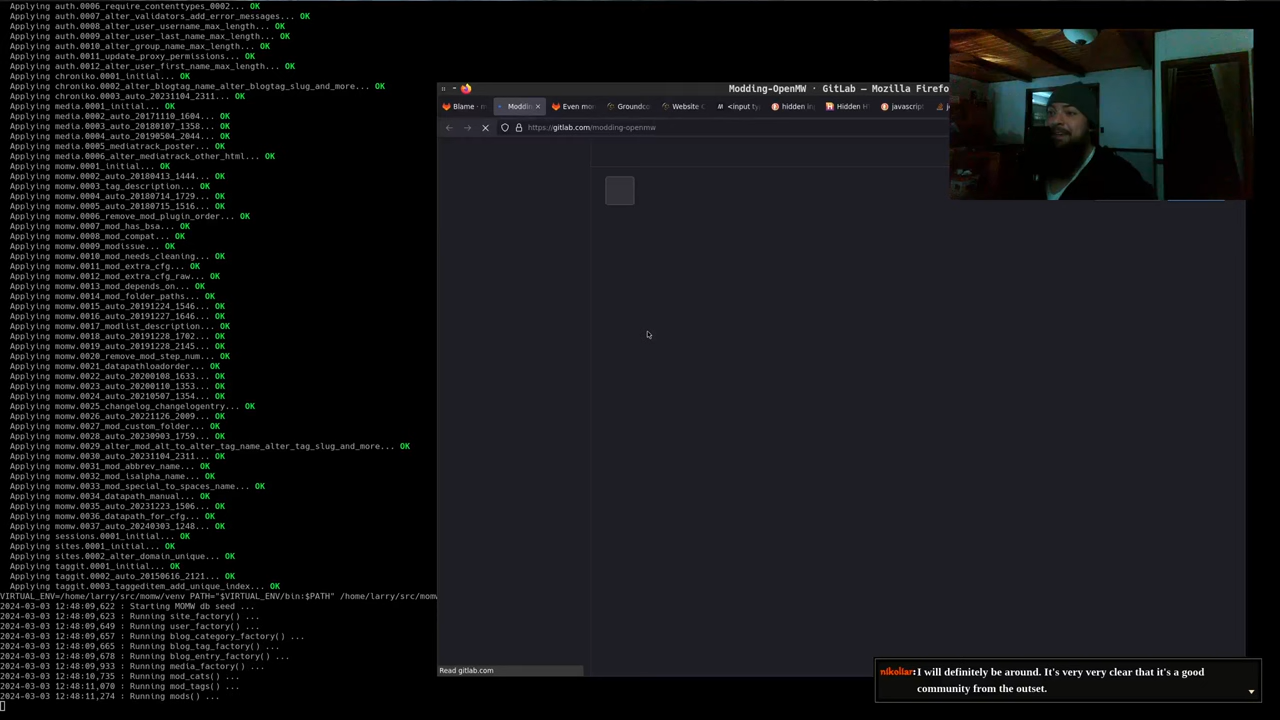 Applying auth.0006_require_contenttypes_0002... OK
Applying auth.0007_alter_validators_add_error_messages... OK
Applying auth.0008_alter_user_username_max_length... OK
Applying auth.0009_alter_user_last_name_max_length... OK
Applying auth.0010_alter_group_name_max_length... OK
Applying auth.0011_update_proxy_permissions... OK
Applying auth.0012_alter_user_first_name_max_length... OK
Applying chroniko.0001_initial... OK
Applying chroniko.0002_alter_blogtag_name_alter_blogtag_slug_and_more... OK
Applying chroniko.0003_auto_20231104_2311... OK
Applying media.0001_initial... OK
Applying media.0002_auto_20171110_1604... OK
Applying media.0003_auto_20180107_1358... OK
Applying media.0004_auto_20190504_2044... OK
Applying media.0005_mediatrack_poster... OK
Applying media.0006_alter_mediatrack_other_html... OK
Applying momw.0001_initial... OK
Applying momw.0002_auto_20180413_1444... OK
Applying momw.0003_tag_description... OK
Applying momw.0004_auto_20180714_1729... OK
Applying momw.0005_auto_20180715_1516... OK
Applying momw.0006_remove_mod_plugin_order... OK
Applying momw.0007_mod_has_bsa... OK
Applying momw.0008_mod_compat... OK
Applying momw.0009_modissue... OK
Applying momw.0010_mod_needs_cleaning... OK
Applying momw.0011_mod_extra_cfg... OK
Applying momw.0012_mod_extra_cfg_raw... OK
Applying momw.0013_mod_depends_on... OK
Applying momw.0014_mod_folder_paths... OK
Applying momw.0015_auto_20191224_1546... OK
Applying momw.0016_auto_20191227_1646... OK
Applying momw.0017_modlist_description... OK
Applying momw.0018_auto_20191228_1702... OK
Applying momw.0019_auto_20191228_2145... OK
Applying momw.0020_remove_mod_step_num... OK
Applying momw.0021_datapathloadorder... OK
Applying momw.0022_auto_20200108_1633... OK
Applying momw.0023_auto_20200110_1353... OK
Applying momw.0024_auto_20210507_1354... OK
Applying momw.0025_changelog_changelogentry... OK
Applying momw.0026_auto_20221126_2009... OK
Applying momw.0027_mod_custom_folder... OK
Applying momw.0028_auto_20230903_1759... OK
Applying momw.0029_alter_mod_alt_to_alter_tag_name_alter_tag_slug_and_more... OK
Applying momw.0030_auto_20231104_2311... OK
Applying momw.0031_mod_abbrev_name... OK
Applying momw.0032_mod_isalpha_name... OK
Applying momw.0033_mod_special_to_spaces_name... OK
Applying momw.0034_datapath_manual... OK
Applying momw.0035_auto_20231223_1506... OK
Applying momw.0036_datapath_for_cfg... OK
Applying momw.0037_auto_20240303_1248... OK
Applying sessions.0001_initial... OK
Applying sites.0001_initial... OK
Applying sites.0002_alter_domain_unique... OK
Applying taggit.0001_initial... OK
Applying taggit.0002_auto_20150616_2121... OK
Applying taggit.0003_taggeditem_add_unique_index... OK
VIRTUAL_ENV=/home/larry/src/momw/venv PATH="$VIRTUAL_ENV/bin:$PATH" /home/larry/src/momw
2024-03-03 12:48:09,622 : Starting MOMW db seed ...
2024-03-03 12:48:09,623 : Running site_factory() ...
2024-03-03 12:48:09,649 : Running user_factory() ...
2024-03-03 12:48:09,657 : Running blog_category_factory() ...
2024-03-03 12:48:09,665 : Running blog_tag_factory() ...
2024-03-03 12:48:09,678 : Running blog_entry_factory() ...
2024-03-03 12:48:09,933 : Running media_factory() ...
2024-03-03 12:48:10,735 : Running mod_cats() ...
2024-03-03 12:48:11,070 : Running mod_tags() ...
2024-03-03 12:48:11,274 : Running mods() ...
Modding-OpenMW · GitLab — Mozilla Firefo
Blame · m Moddin Even mo Groundco Website C <input ty hidden in Hidden H javascript
https://gitlab.com/modding-openmw
Read gitlab.com
nikollar: I will definitely be around. It's very very clear that it's a good
community from the outset.